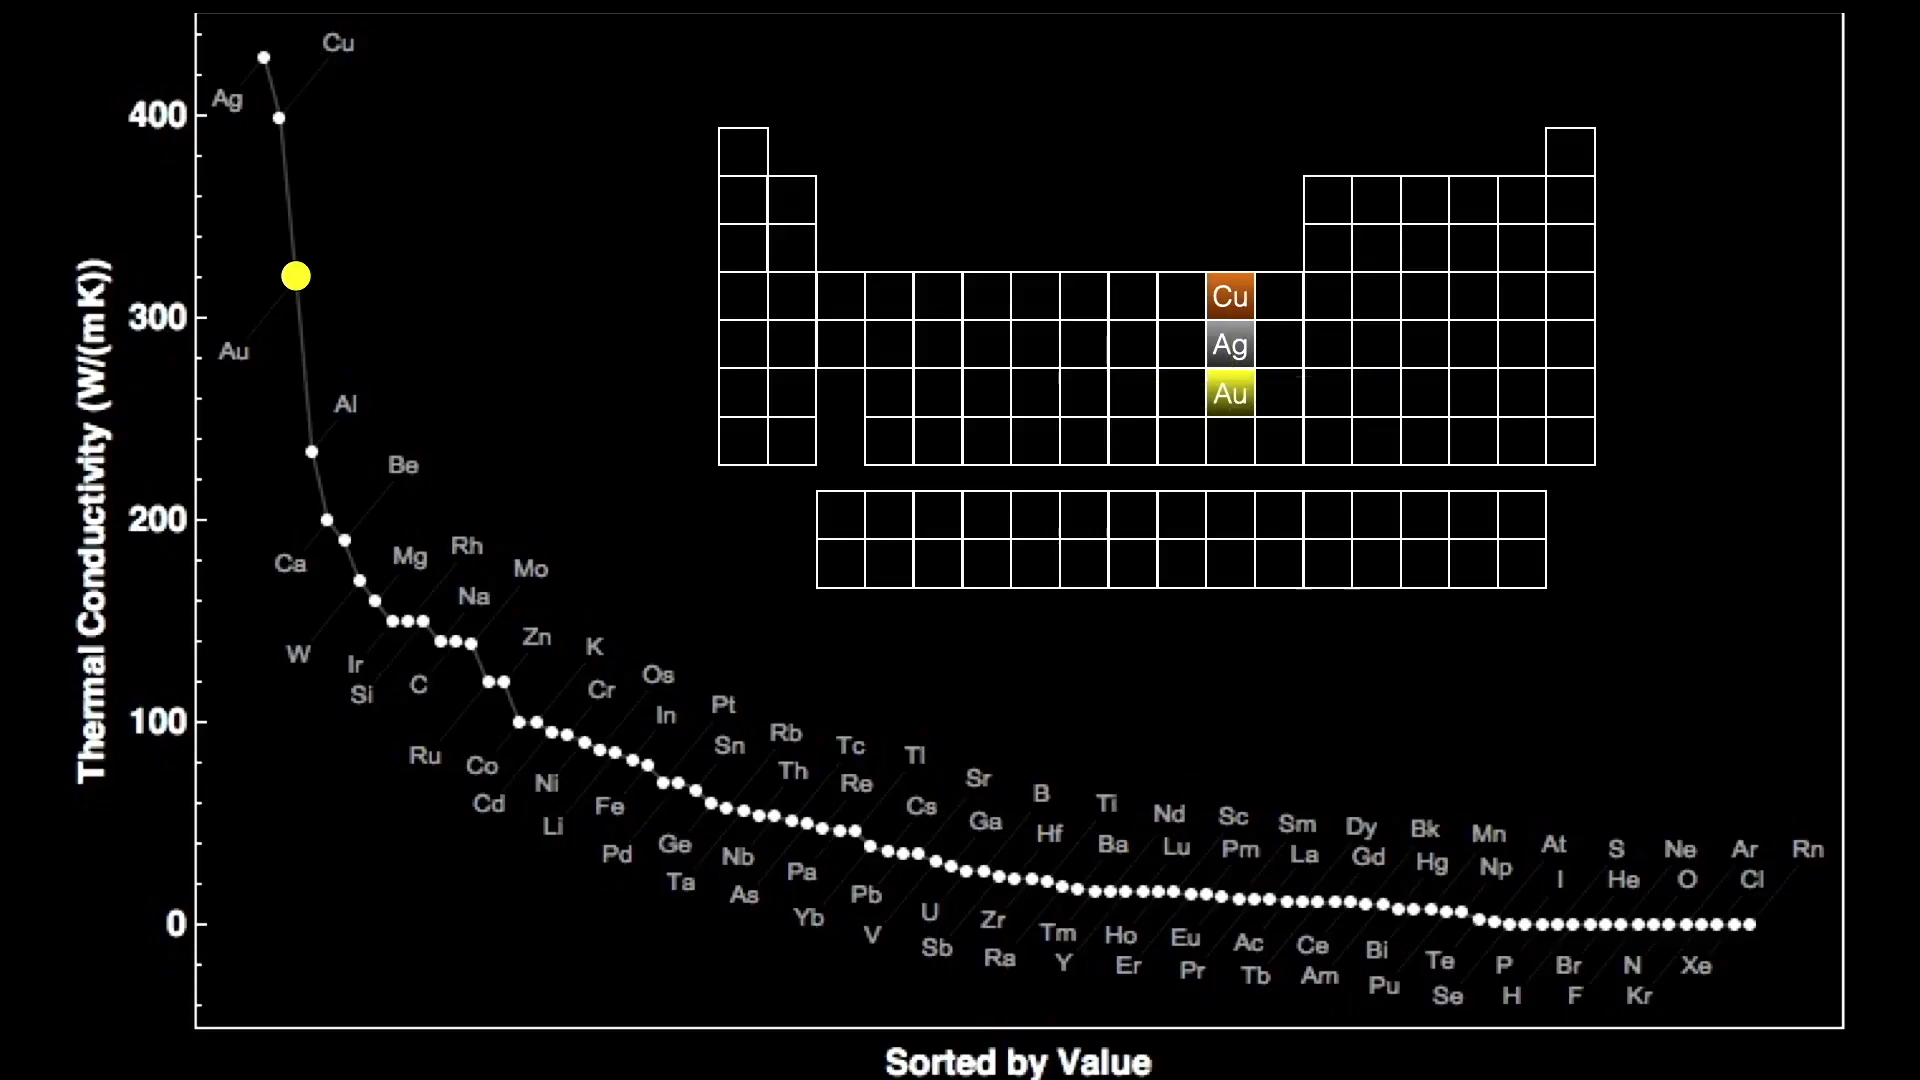 Cu
Ag
400
Cu
300
Ag
Au
Au
Al
Be
200
Rh
Mg
Ca
Mo
Na
Zn
K
W
Ir
Os
C
Cr
Si
Pt
In
100
Rb
Sn
Tc
Ru
Tl
Co
Th
Sr
Ni
Re
B
Cd
Fe
Cs
Ti
Nd
Sc
Ga
Sm
Li
Dy
Bk
Hf
Mn
Ge
Ba
At
Lu
Pm
S
Ne
Ar
Rn
Pd
La
Nb
Gd
Hg
Np
Pa
Ta
I
He
O
Cl
As
Pb
U
Yb
Zr
0
Tm
V
Ho
Eu
Ac
Ce
Sb
Bi
Ra
Te
Y
Er
P
Br
N
Xe
Pr
Tb
Am
Pu
Se
H
F
Kr
Thermal Conductivity (W/(m K))
Sorted by Value